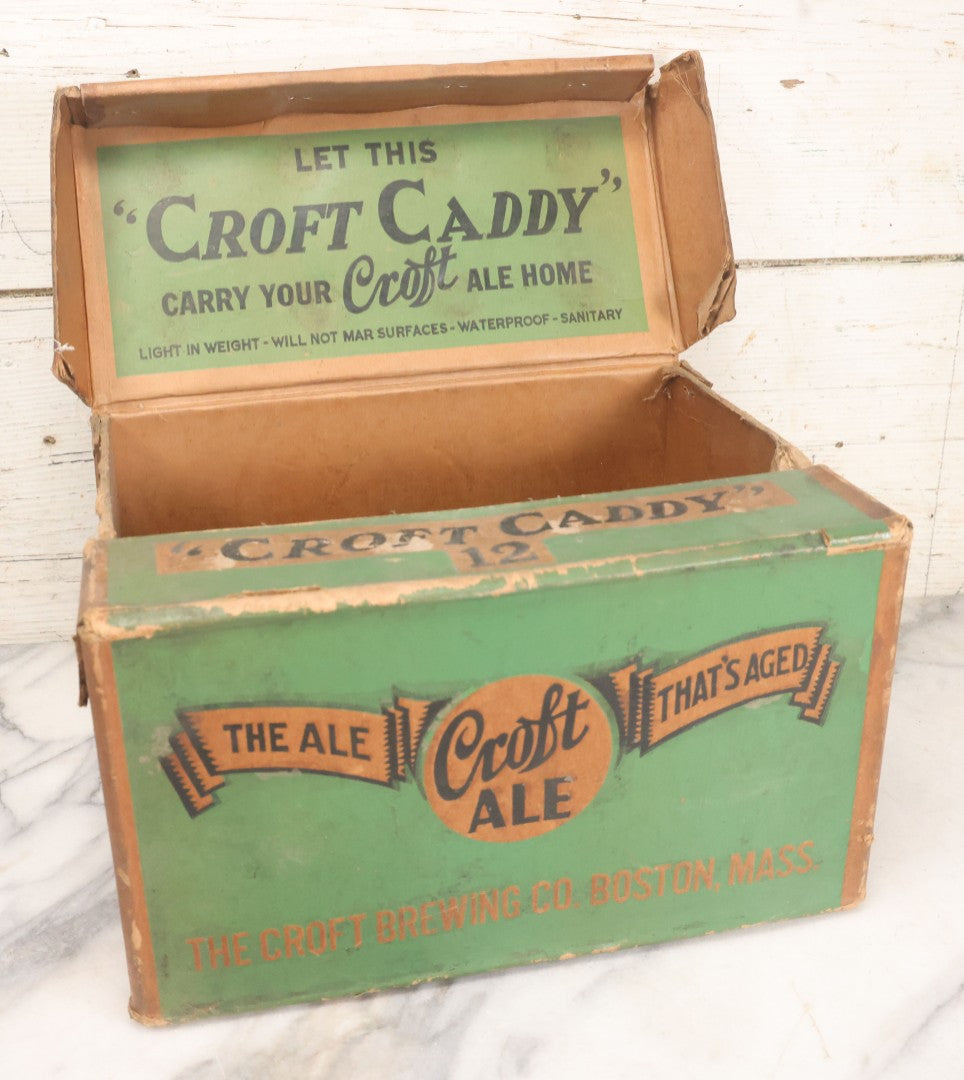 LET THIS
"CROFT CADDY"
CARRY YOUR Croft ALE HOME
LIGHT IN WEIGHT - WILL NOT MAR SURFACES - WATERPROOF - SANITARY
"CROFT CADDY"
12
THE ALE Croft ALE THAT'S AGED
THE CROFT BREWING CO. BOSTON, MASS.